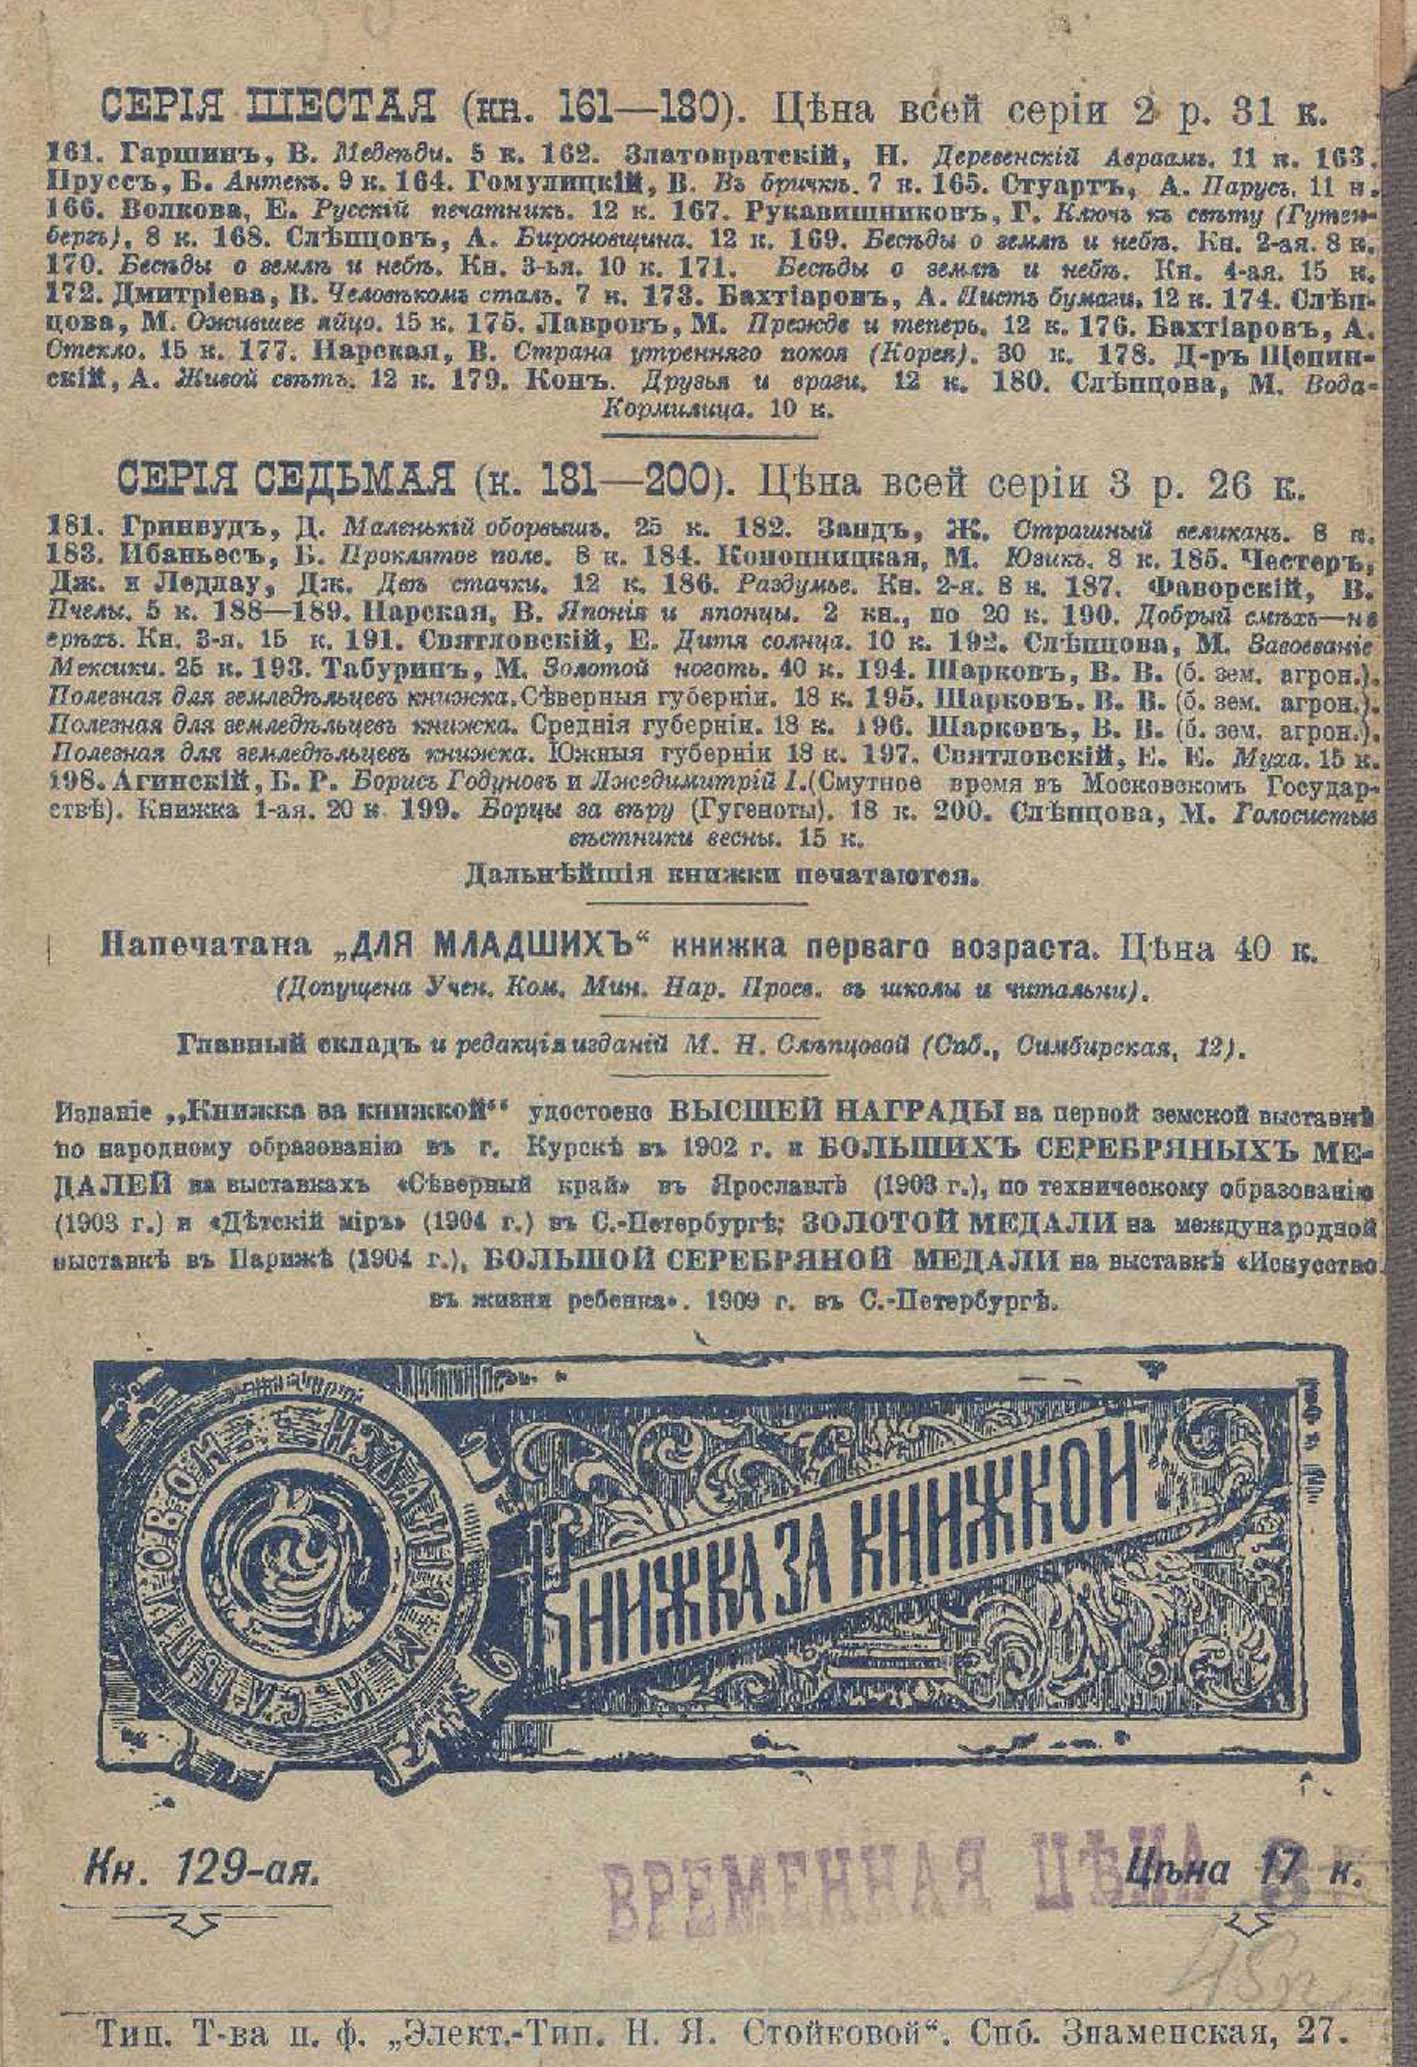 СЕРІЯ ШЕСТАЯ (кн. 161—180). Цѣна всей серіи 2 р. 31 к.
161. Гаршинъ, В. Медвѣди. 5 к. 162. Златовратскій, Н. Деревенскій Авраамъ. 11 к. 163.
Прусъ, Б. Антекъ. 9 к. 164. Гомулицкій, В. Въ бричкѣ. 7 к. 165. Стуартъ, А. Парусъ. 11 к.
166. Волкова, Е. Русскій печатникъ. 12 к. 167. Рукавишниковъ, Г. Ключъ къ свѣту (Гутен-
бергъ). 8 к. 168. Слѣпцовъ, А. Бироновщина. 12 к. 169. Бесѣды о землѣ и небѣ. Кн. 2-ая. 8 к.
170. Бесѣды о землѣ и небѣ. Кн. 3-ья. 10 к. 171. Бесѣды о землѣ и небѣ. Кн. 4-ая. 15 к.
172. Дмитріева, В. Человѣкомъ сталъ. 7 к. 173. Бахтіаровъ, А. Листъ бумаги. 12 к. 174. Слѣп-
цова, М. Ожившее яйцо. 15 к. 175. Лавровъ, М. Прежде и теперь. 12 к. 176. Бахтіаровъ, А.
Стекло. 15 к. 177. Царская, В. Страна утренняго покоя (Корея). 30 к. 178. Д-ръ Щепин-
скій, А. Живой свѣтъ. 12 к. 179. Конъ. Друзья и враги. 12 к. 180. Слѣпцова, М. Вода-
Кормилица. 10 к.
СЕРІЯ СЕДЬМАЯ (к. 181—200). Цѣна всей серіи 3 р. 26 к.
181. Гринвудъ, Д. Маленькій оборвышъ. 25 к. 182. Зандъ, Ж. Страшный великанъ. 8 к.
183. Ибаньесъ, Б. Проклятое поле. 8 к. 184. Конопницкая, М. Юзикъ. 8 к. 185. Честеръ,
Дж. и Ледлау, Дж. Двѣ стачки. 12 к. 186. Раздумье. Кн. 2-я. 8 к. 187. Фаворскій, В.
Пчелы. 5 к. 188—189. Царская, В. Японія и японцы. 2 кн., по 20 к. 190. Добрый смѣхъ—не
грѣхъ. Кн. 3-я. 15 к. 191. Святловскій, Е. Дитя солнца. 10 к. 192. Слѣпцова, М. Завоеваніе
Мексики. 25 к. 193. Табуринъ, М. Золотой ноготь. 40 к. 194. Шарковъ, В. В. (б. зем. агрон.).
Полезная для земледѣльцевъ книжка. Сѣверныя губерніи. 18 к. 195. Шарковъ. В. В. (б. зем. агрон.).
Полезная для земледѣльцевъ книжка. Среднія губерніи. 18 к. 196. Шарковъ, В. В. (б. зем. агрон.).
Полезная для земледѣльцевъ книжка. Южныя губерніи 18 к. 197. Святловскій, Е. Е. Муха. 15 к.
198. Агинскій, Б. Р. Борисъ Годуновъ и Лжедимитрій I. (Смутное время въ Московскомъ Государ-
ствѣ). Книжка 1-ая. 20 к. 199. Борцы за вѣру (Гугеноты). 18 к. 200. Слѣпцова, М. Голосистые
вѣстники весны. 15 к.
Дальнѣйшія книжки печатаются.
Напечатана „ДЛЯ МЛАДШИХЪ“ книжка перваго возраста. Цѣна 40 к.
(Допущена Учен. Ком. Мин. Нар. Просв. въ школы и читальни).
Главный складъ и редакція изданій М. Н. Слѣпцовой (Спб., Симбирская, 12).
Изданіе „Книжка за книжкой“ удостоено ВЫСШЕЙ НАГРАДЫ на первой земской выставкѣ
по народному образованію въ г. Курскѣ въ 1902 г. и БОЛЬШИХЪ СЕРЕБРЯНЫХЪ МЕ-
ДАЛЕЙ на выставкахъ «Сѣверный край» въ Ярославлѣ (1903 г.), по техническому образованію
(1903 г.) и «Дѣтскій міръ» (1904 г.) въ С.-Петербургѣ; ЗОЛОТОЙ МЕДАЛИ на международной
выставкѣ въ Парижѣ (1904 г.), БОЛЬШОЙ СЕРЕБРЯНОЙ МЕДАЛИ на выставкѣ «Искусство
въ жизни ребенка». 1909 г. въ С.-Петербургѣ.
ИЗДАНІЯ М. Н. СЛѢПЦОВОЙ
КНИЖКА ЗА КНИЖКОЙ
Кн. 129-ая.
ВРЕМЕННАЯ ЦѢНА
Цѣна 17 к.
Тип. Т-ва п. ф. „Элект.-Тип. Н. Я. Стойковой“. Спб. Знаменская, 27.